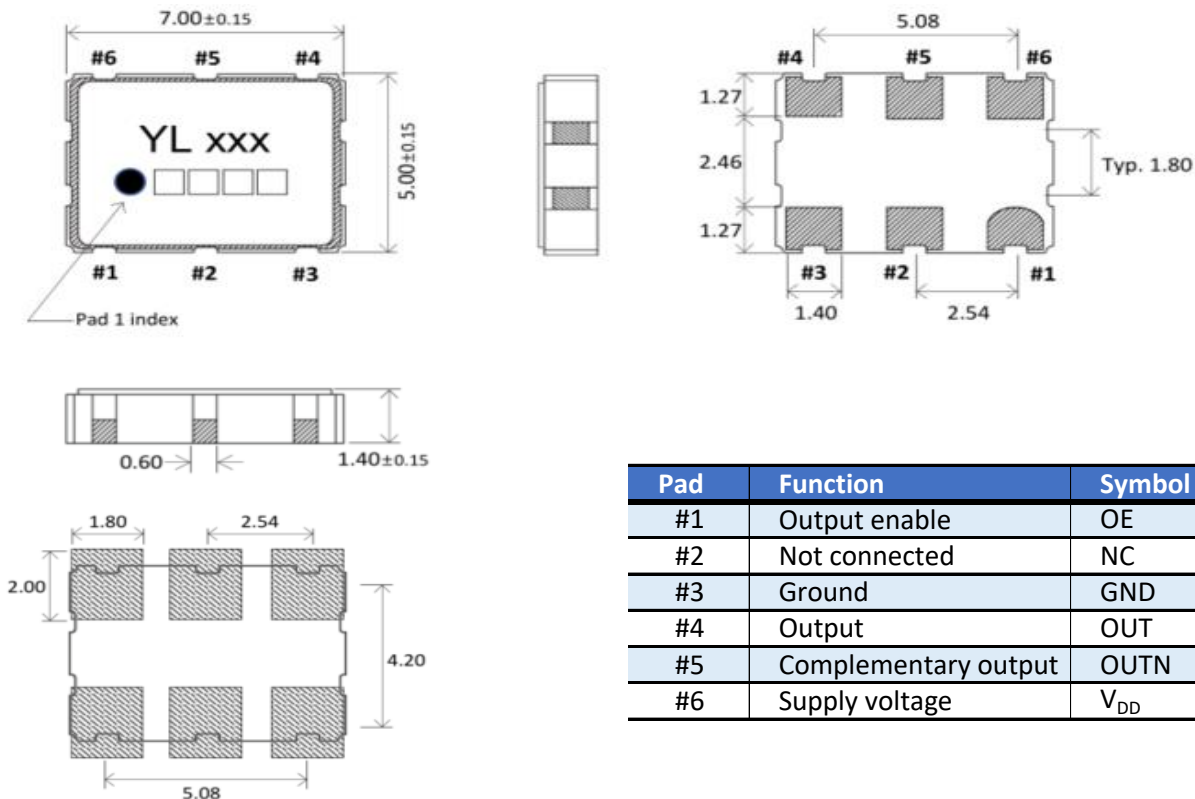 7.00±0.15
#6 #5 #4
YL xxx
5.00±0.15
#1 #2 #3
Pad 1 index
5.08
#4 #5 #6
1.27
2.46
Typ. 1.80
1.27
#3 #2 #1
1.40 2.54
0.60
1.40±0.15
1.80 2.54
2.00
4.20
5.08
Pad Function Symbol
#1 Output enable OE
#2 Not connected NC
#3 Ground GND
#4 Output OUT
#5 Complementary output OUTN
#6 Supply voltage VDD